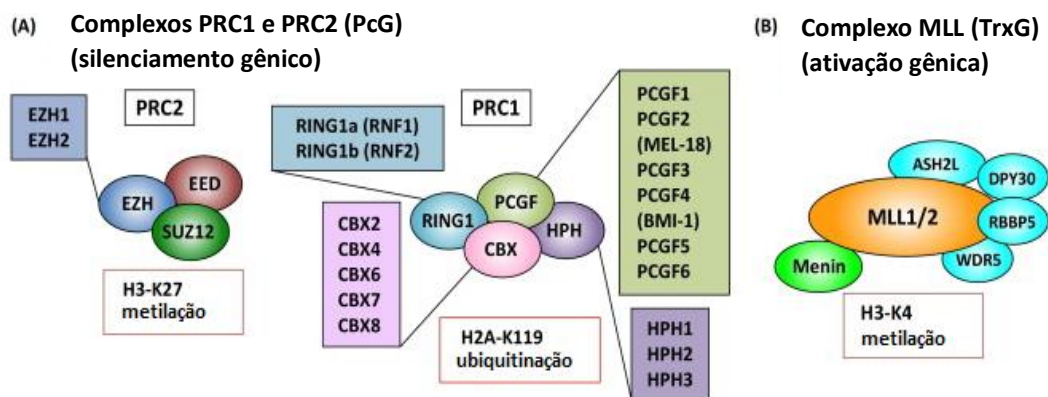 (A) Complexos PRC1 e PRC2 (PcG)
(silenciamento gênico)
EZH1
EZH2
PRC2
EZH
EED
SUZ12
H3-K27
metilação
RING1a (RNF1)
RING1b (RNF2)
PRC1
RING1
PCGF
CBX
HPH
CBX2
CBX4
CBX6
CBX7
CBX8
H2A-K119
ubiquitinação
PCGF1
PCGF2
(MEL-18)
PCGF3
PCGF4
(BMI-1)
PCGF5
PCGF6
HPH1
HPH2
HPH3
(B) Complexo MLL (TrxG)
(ativação gênica)
ASH2L
DPY30
MLL1/2
RBBP5
WDR5
Menin
H3-K4
metilação